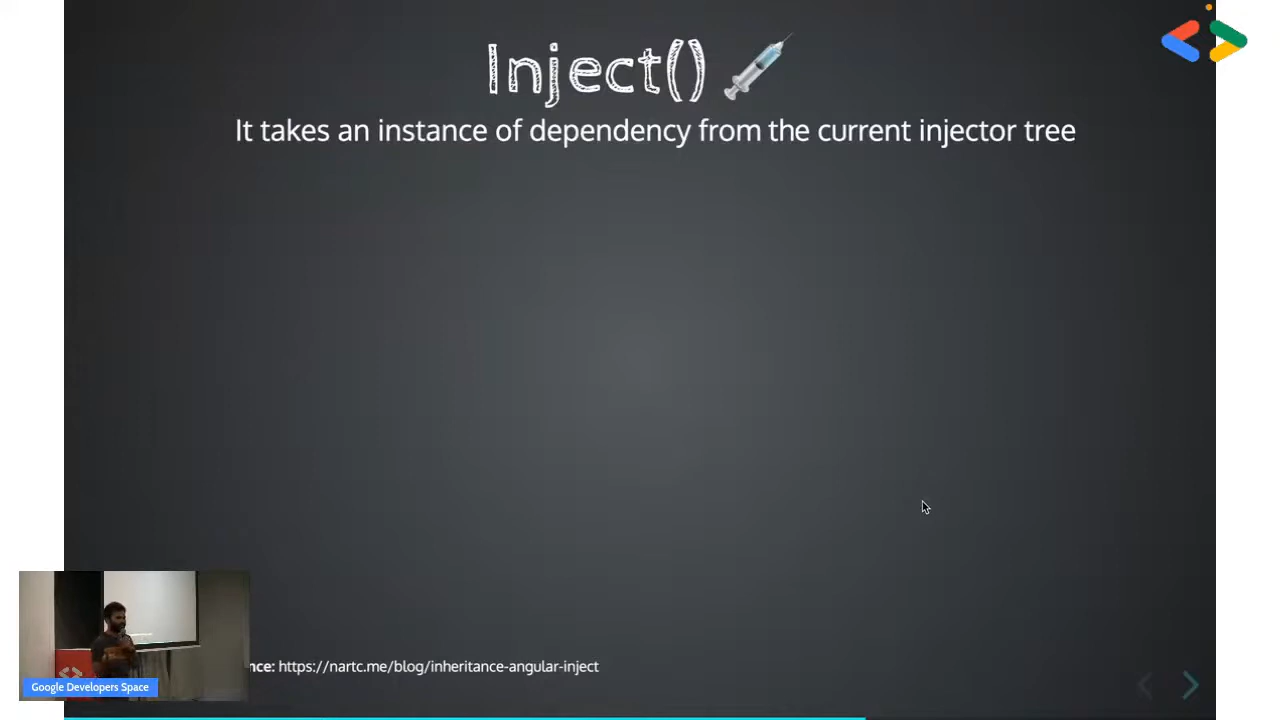 Inject()
It takes an instance of dependency from the current injector tree
nce: https://nartc.me/blog/inheritance-angular-inject
Google Developers Space